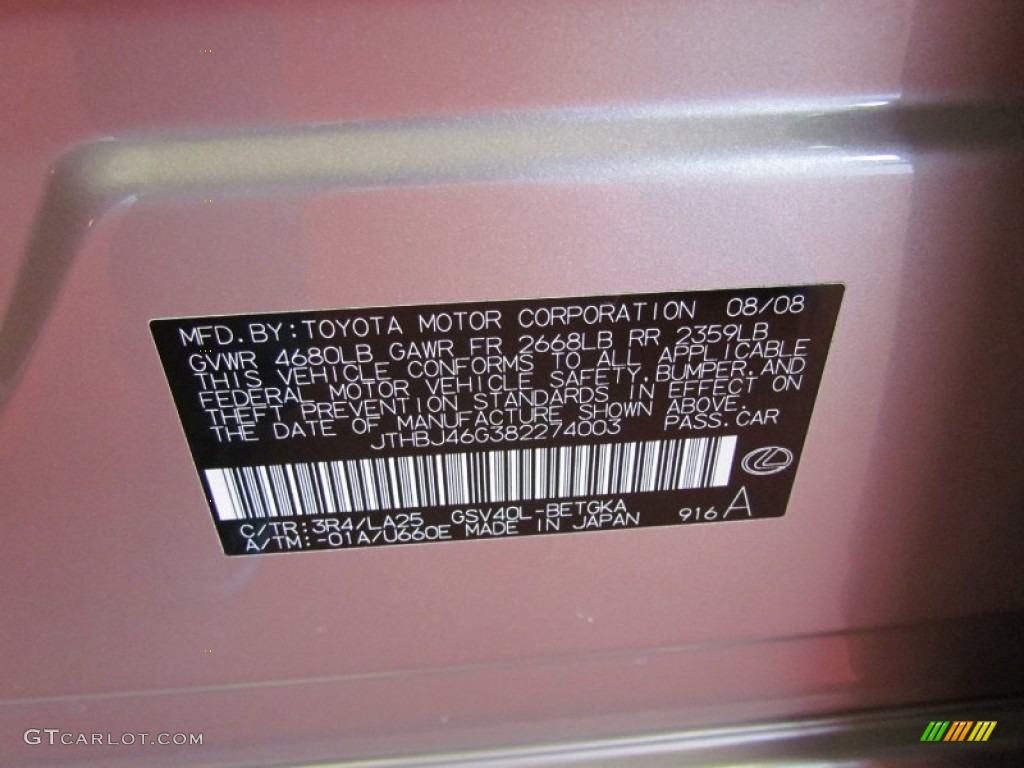 MFD. BY: TOYOTA MOTOR CORPORATION 08/08
GVWR 4680LB GAWR FR 2668LB RR 2359LB
THIS VEHICLE CONFORMS TO ALL APPLICABLE
FEDERAL MOTOR VEHICLE SAFETY, BUMPER, AND
THEFT PREVENTION STANDARDS IN EFFECT ON
THE DATE OF MANUFACTURE SHOWN ABOVE.
JTHBJ46G382274003 PASS. CAR
C/TR: 3R4/LA25 GSV40L-BETGKA
A/TM: -01A/U660E MADE IN JAPAN 916 A
GTCARLOT.COM